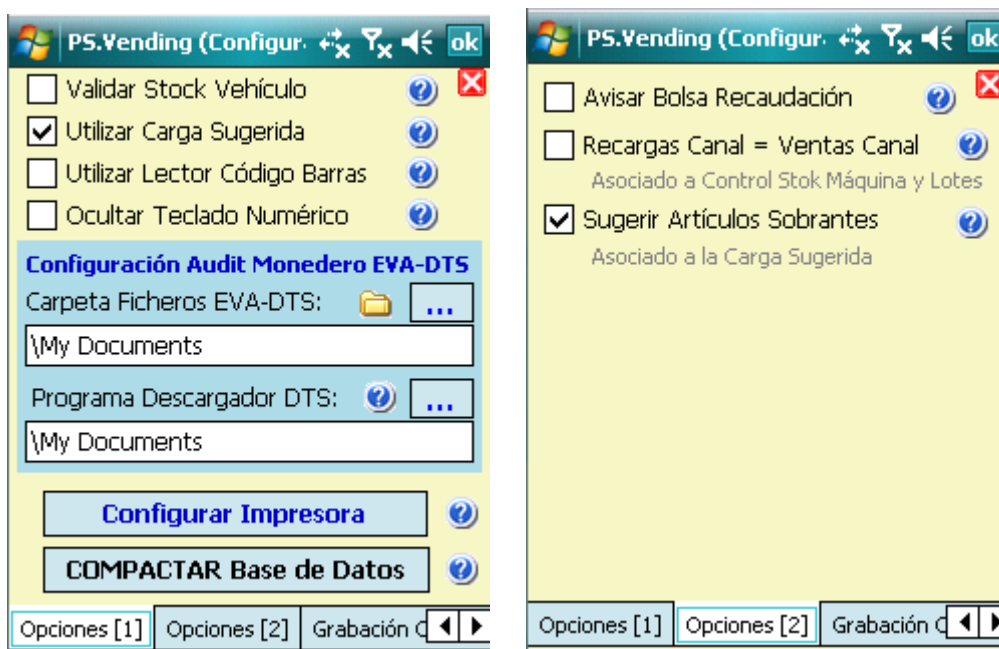 PS.Vending (Configur. ok
Validar Stock Vehículo
Utilizar Carga Sugerida
Utilizar Lector Código Barras
Ocultar Teclado Numérico
Configuración Audit Monedero EVA-DTS
Carpeta Ficheros EVA-DTS: ...
\My Documents
Programa Descargador DTS: ...
\My Documents
Configurar Impresora
COMPACTAR Base de Datos
Opciones [1] Opciones [2] Grabación
PS.Vending (Configur. ok
Avisar Bolsa Recaudación
Recargas Canal = Ventas Canal
Asociado a Control Stok Máquina y Lotes
Sugerir Artículos Sobrantes
Asociado a la Carga Sugerida
Opciones [1] Opciones [2] Grabación